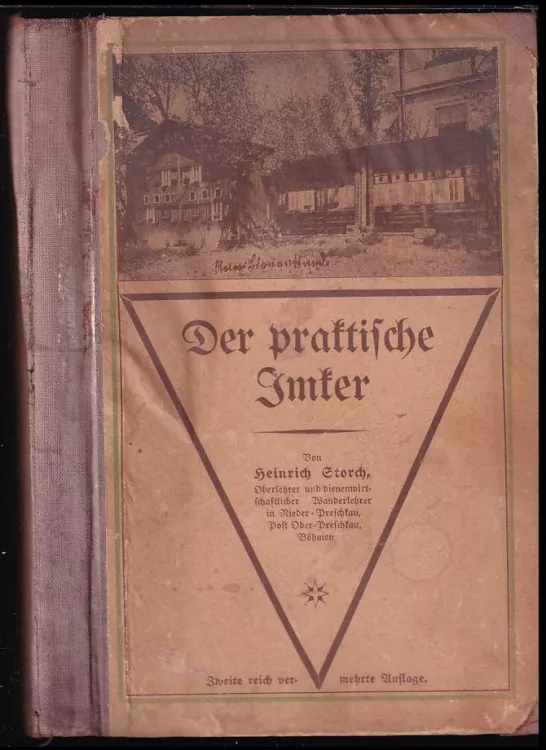 Der praktische
Imker
Von
Heinrich Storch,
Oberlehrer und bienenwirt-
schaftlicher Wanderlehrer
in Nieder-Preschkau,
Post Ober-Preschkau,
Böhmen
Zweite reich ver- mehrte Auflage.